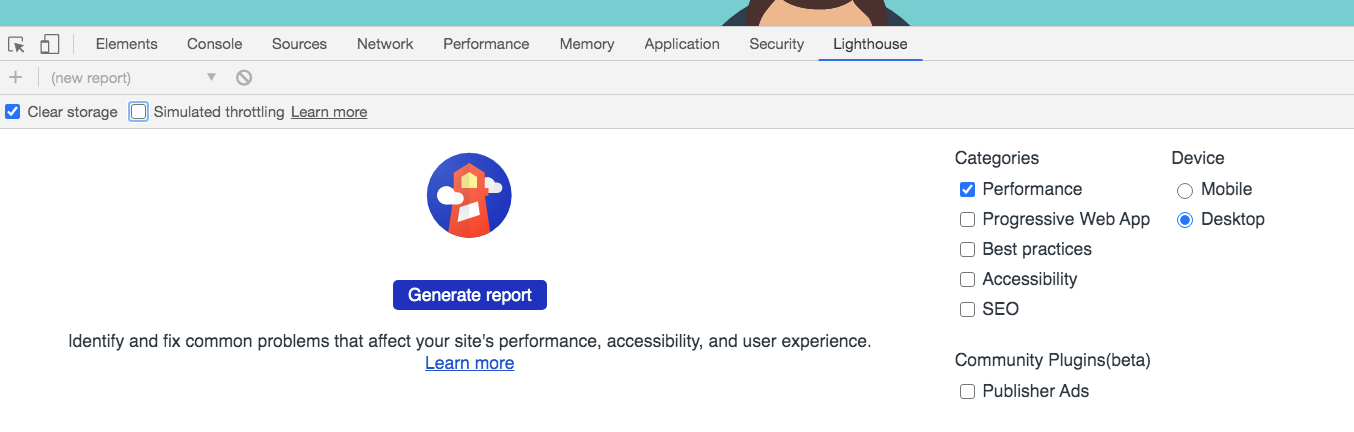 Elements Console Sources Network Performance Memory Application Security Lighthouse
(new report)
Clear storage Simulated throttling Learn more
Categories Device
Performance Mobile
Progressive Web App Desktop
Best practices
Accessibility
SEO
Generate report
Identify and fix common problems that affect your site's performance, accessibility, and user experience.
Learn more
Community Plugins(beta)
Publisher Ads